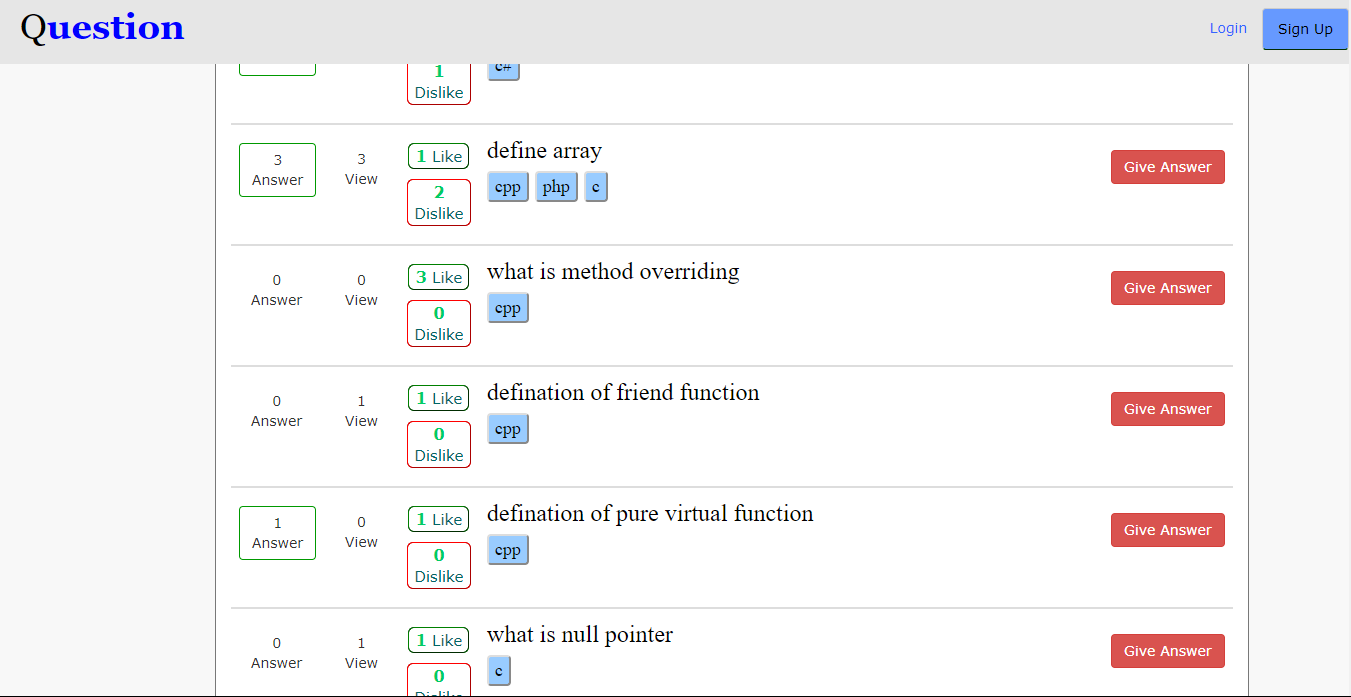 Question
Login
Sign Up
1
Dislike
c#
3
Answer
3
View
1 Like
2
Dislike
define array
cpp php c
Give Answer
0
Answer
0
View
3 Like
0
Dislike
what is method overriding
cpp
Give Answer
0
Answer
1
View
1 Like
0
Dislike
defination of friend function
cpp
Give Answer
1
Answer
0
View
1 Like
0
Dislike
defination of pure virtual function
cpp
Give Answer
0
Answer
1
View
1 Like
0
Dislike
what is null pointer
c
Give Answer